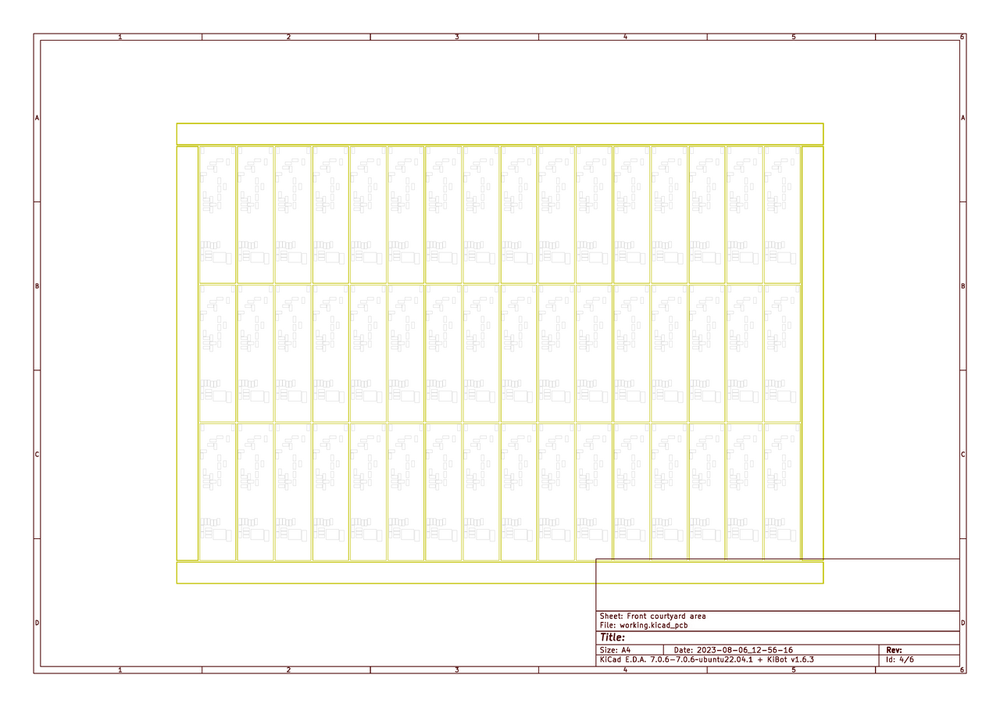 1 2 3 4 5 6
A A
B B
C C
Sheet: Front courtyard area
File: working.kicad_pcb
D D
Title:
Size: A4 Date: 2023-08-06_12-56-16 Rev:
KiCad E.D.A. 7.0.6-7.0.6-ubuntu22.04.1 + KiBot v1.6.3 Id: 4/6
1 2 3 4 5 6